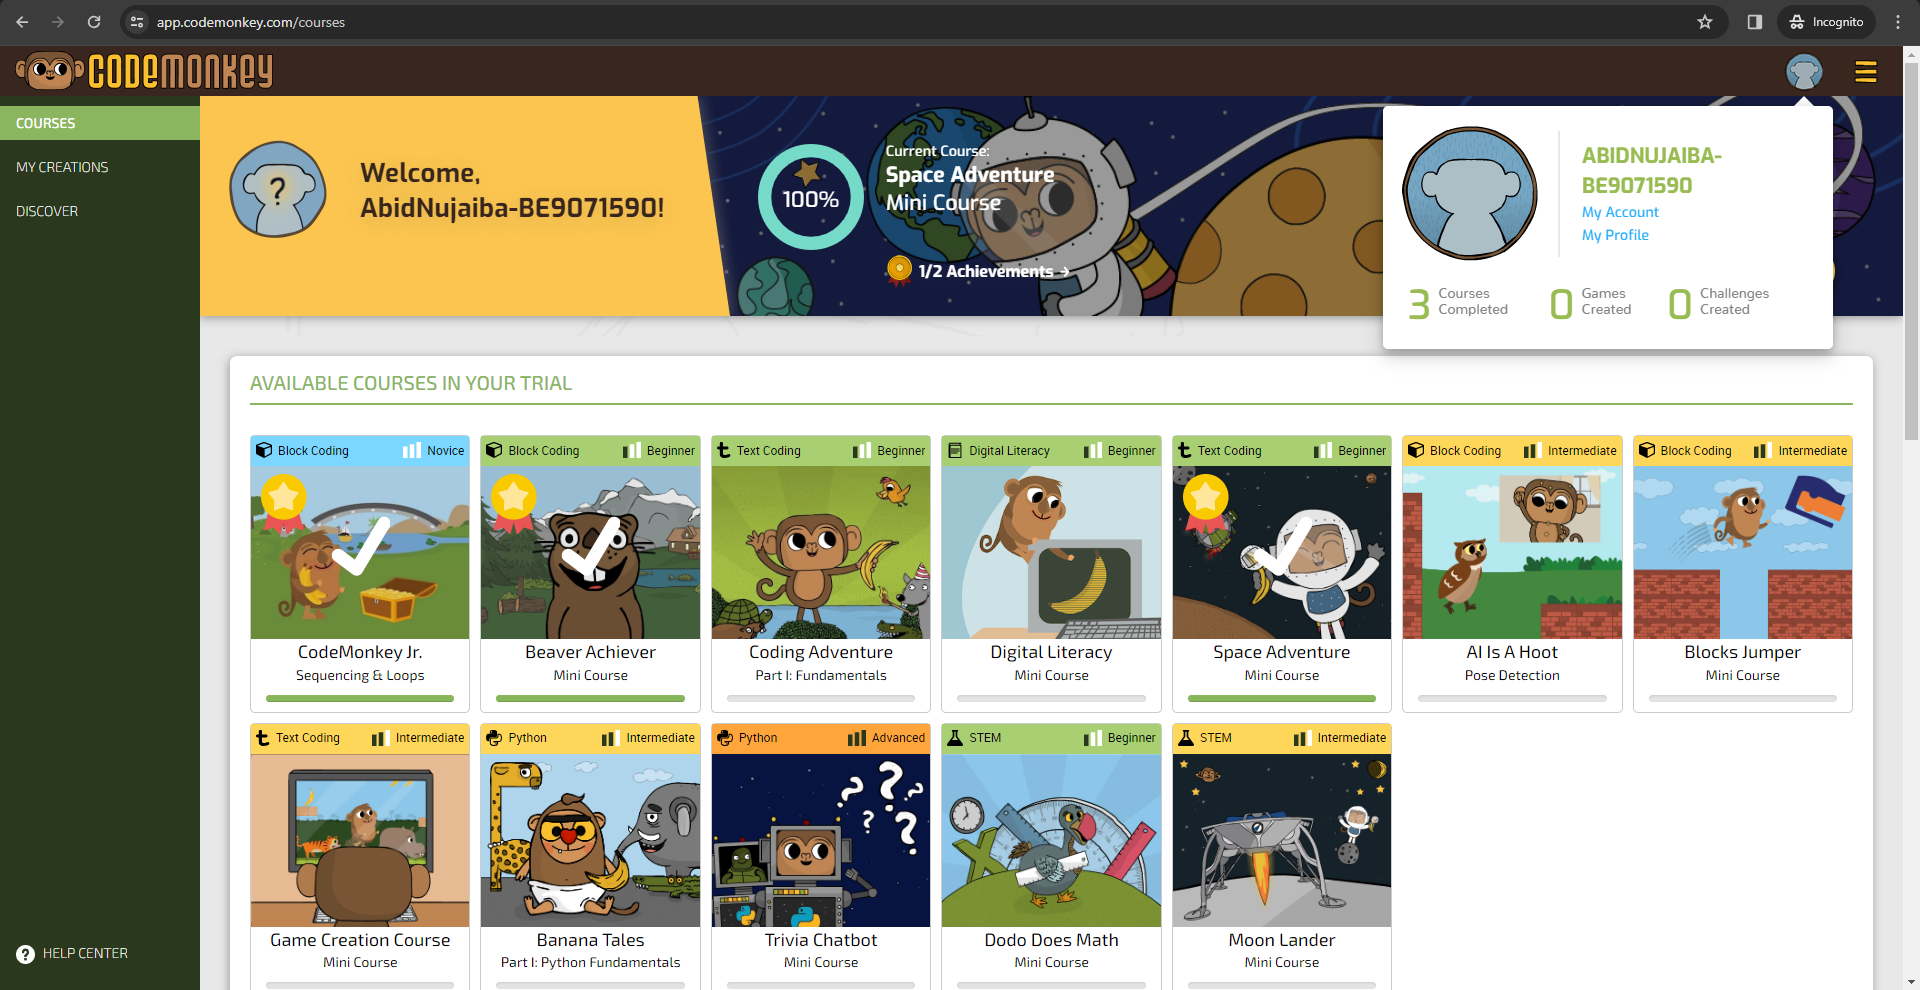 app.codemonkey.com/courses
Incognito
CODEMONKEY
COURSES
MY CREATIONS
DISCOVER
HELP CENTER
?
Welcome,
AbidNujaiba-BE9071590!
100%
Current Course:
Space Adventure
Mini Course
1/2 Achievements →
ABIDNUJAIBA-
BE9071590
My Account
My Profile
3 Courses Completed
0 Games Created
0 Challenges Created
AVAILABLE COURSES IN YOUR TRIAL
Block Coding Novice
CodeMonkey Jr.
Sequencing & Loops
Block Coding Beginner
Beaver Achiever
Mini Course
Text Coding Beginner
Coding Adventure
Part I: Fundamentals
Digital Literacy Beginner
Digital Literacy
Mini Course
Text Coding Beginner
Space Adventure
Mini Course
Block Coding Intermediate
AI Is A Hoot
Pose Detection
Block Coding Intermediate
Blocks Jumper
Mini Course
Text Coding Intermediate
Game Creation Course
Mini Course
Python Intermediate
Banana Tales
Part I: Python Fundamentals
Python Advanced
? ? ? ? ?
Trivia Chatbot
Mini Course
STEM Beginner
Dodo Does Math
Mini Course
STEM Intermediate
Moon Lander
Mini Course